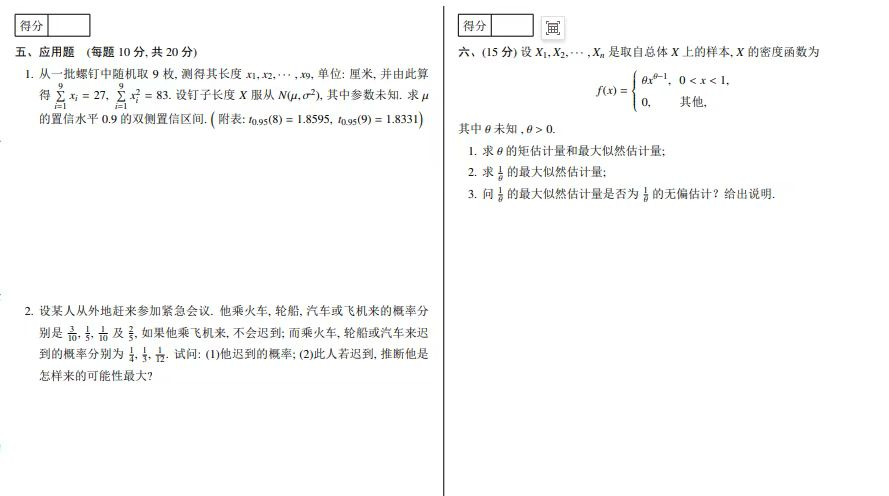 得分
五、应用题 (每题 10 分, 共 20 分)
1. 从一批螺钉中随机取 9 枚, 测得其长度 x₁, x₂, ⋯ , x₉, 单位: 厘米, 并由此算
得 ∑_{i=1}^{9} xᵢ = 27, ∑_{i=1}^{9} xᵢ² = 83. 设钉子长度 X 服从 N(μ, σ²), 其中参数未知. 求 μ
的置信水平 0.9 的双侧置信区间. ( 附表: t₀.₉₅(8) = 1.8595, t₀.₉₅(9) = 1.8331)
2. 设某人从外地赶来参加紧急会议. 他乘火车, 轮船, 汽车或飞机来的概率分
别是 3/10, 1/5, 1/10 及 2/5, 如果他乘飞机来, 不会迟到; 而乘火车, 轮船或汽车来迟
到的概率分别为 1/4, 1/3, 1/12. 试问: (1)他迟到的概率; (2)此人若迟到, 推断他是
怎样来的可能性最大?
得分
六、(15 分) 设 X₁, X₂, ⋯ , Xₙ 是取自总体 X 上的样本, X 的密度函数为
f(x) = { θx^{θ−1}, 0 < x < 1,
0, 其他,
其中 θ 未知 , θ > 0.
1. 求 θ 的矩估计量和最大似然估计量;
2. 求 1/θ 的最大似然估计量;
3. 问 1/θ 的最大似然估计量是否为 1/θ 的无偏估计? 给出说明.